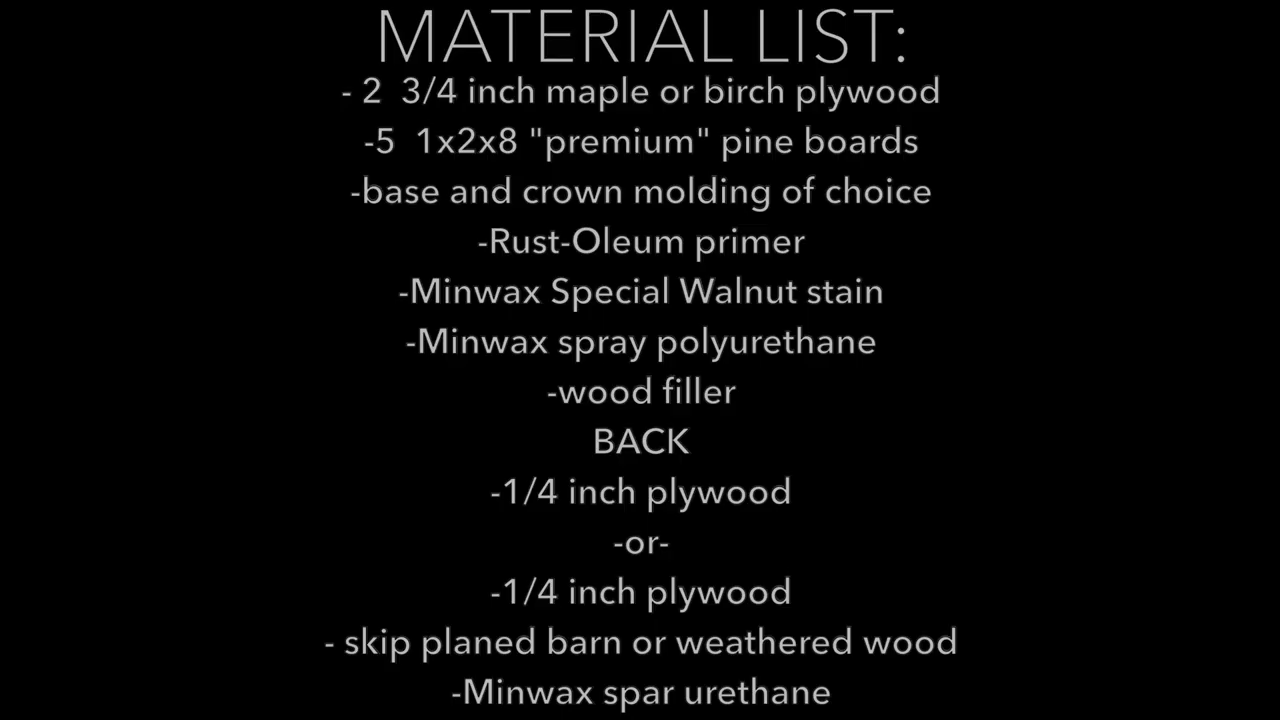 MATERIAL LIST:
- 2  3/4 inch maple or birch plywood
-5  1x2x8 "premium" pine boards
-base and crown molding of choice
-Rust-Oleum primer
-Minwax Special Walnut stain
-Minwax spray polyurethane
-wood filler
BACK
-1/4 inch plywood
-or-
-1/4 inch plywood
- skip planed barn or weathered wood
-Minwax spar urethane